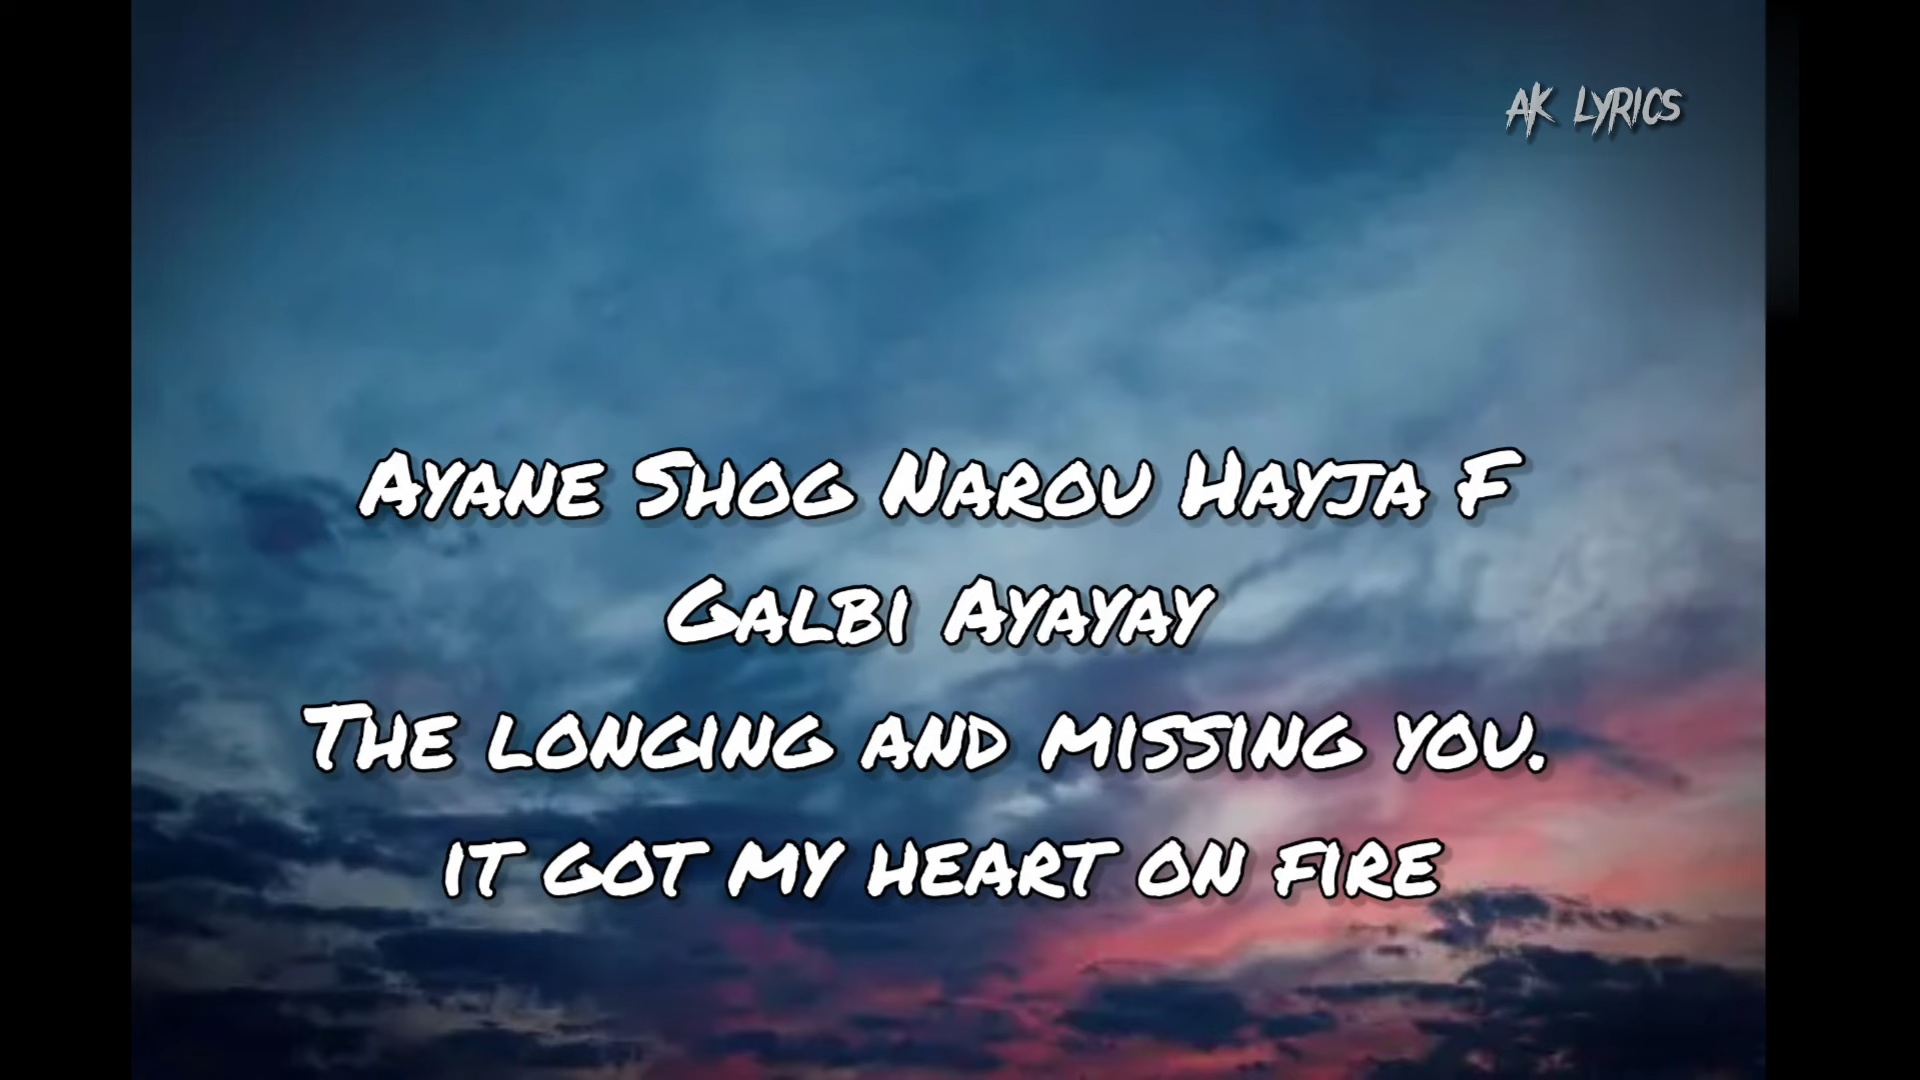 AK LYRICS
AYANE SHOG NAROU HAYJA F
GALBI AYAYAY
THE LONGING AND MISSING YOU.
IT GOT MY HEART ON FIRE